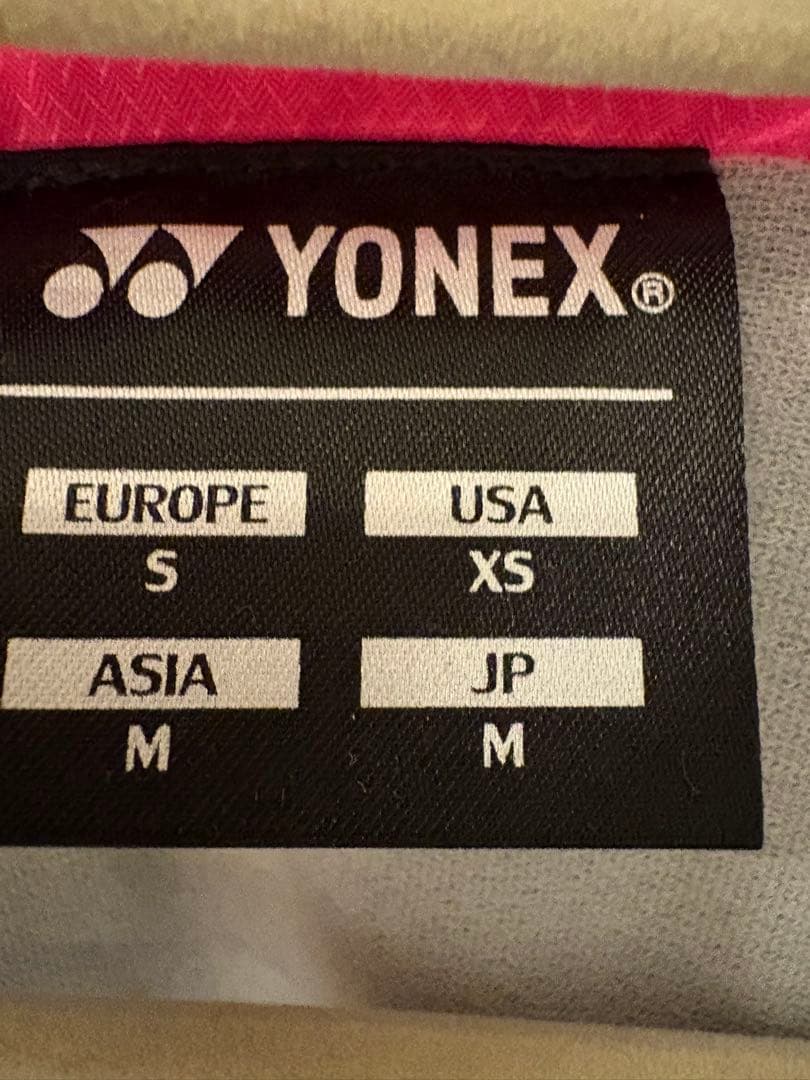 YONEX®
EUROPE USA
S XS
ASIA JP
M M